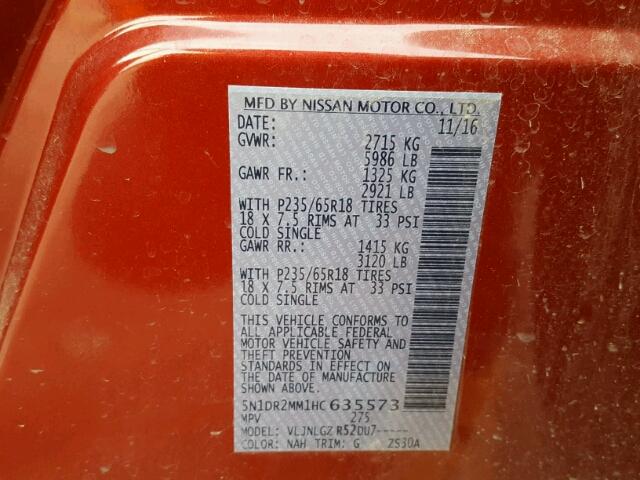 MFD BY NISSAN MOTOR CO., LTD.
DATE: 11/16
GVWR: 2715 KG
5986 LB
GAWR FR.: 1325 KG
2921 LB
WITH P235/65R18 TIRES
18 X 7.5 RIMS AT 33 PSI
COLD SINGLE
GAWR RR.: 1415 KG
3120 LB
WITH P235/65R18 TIRES
18 X 7.5 RIMS AT 33 PSI
COLD SINGLE
THIS VEHICLE CONFORMS TO
ALL APPLICABLE FEDERAL
MOTOR VEHICLE SAFETY AND
THEFT PREVENTION
STANDARDS IN EFFECT ON
THE DATE OF MANUFACTURE
SHOWN ABOVE.
5N1DR2MM1HC 635573
MPV 275
MODEL: VLJNLGZ R52DU7-----
COLOR: NAH TRIM: G ZS30A